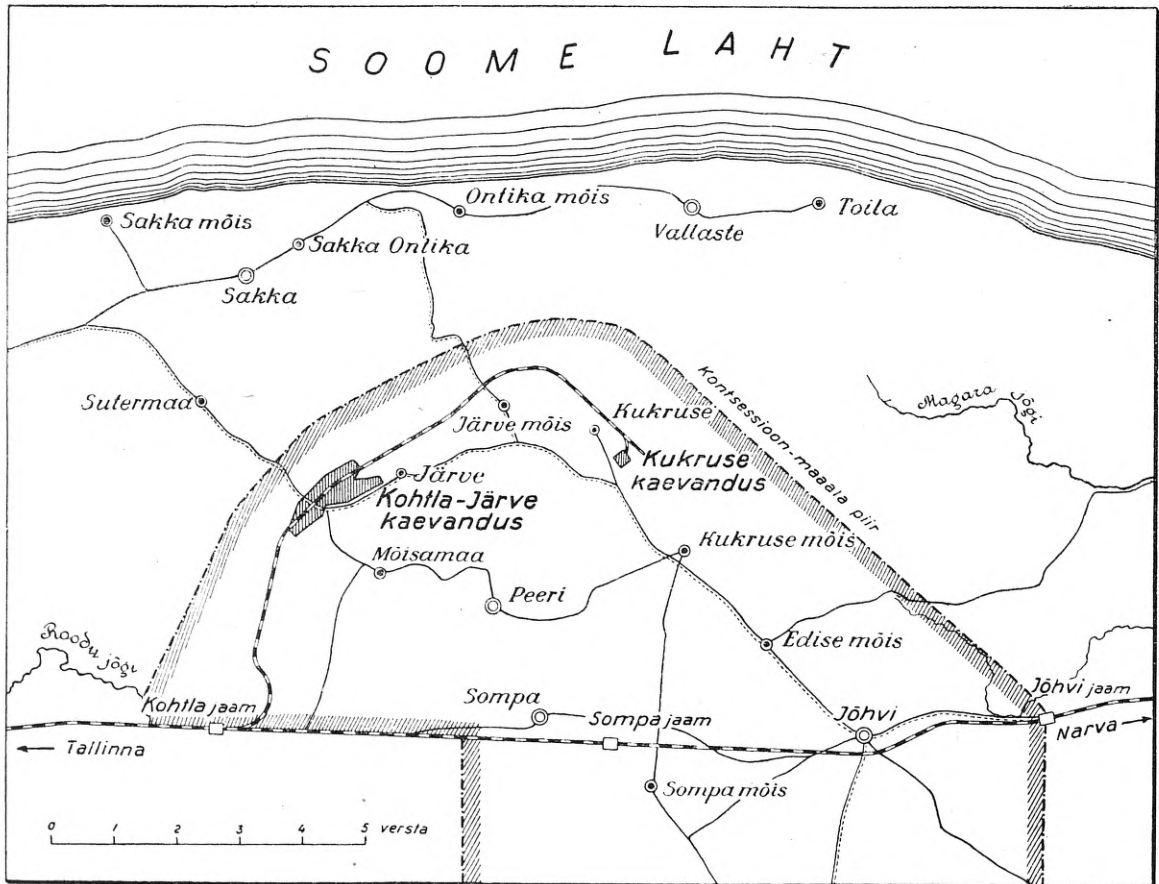 SOOME LAHT
Sakka mõis
Ontika mõis
Toila
Vallaste
Sakka Ontika
Sakka
Kontsessioon-maaala piir
Magara jõgi
Sutermaa
Järve mõis
Kukruse
Kukruse
kaevandus
Järve
Kohtla-Järve
kaevandus
Kukruse mõis
Mõisamaa
Peeri
Edise mõis
Roodu jõgi
Kohtla jaam
Sompa
Sompa jaam
Jõhvi
Jõhvi jaam
Tallinna
Narva
Sompa mõis
0 1 2 3 4 5 versta